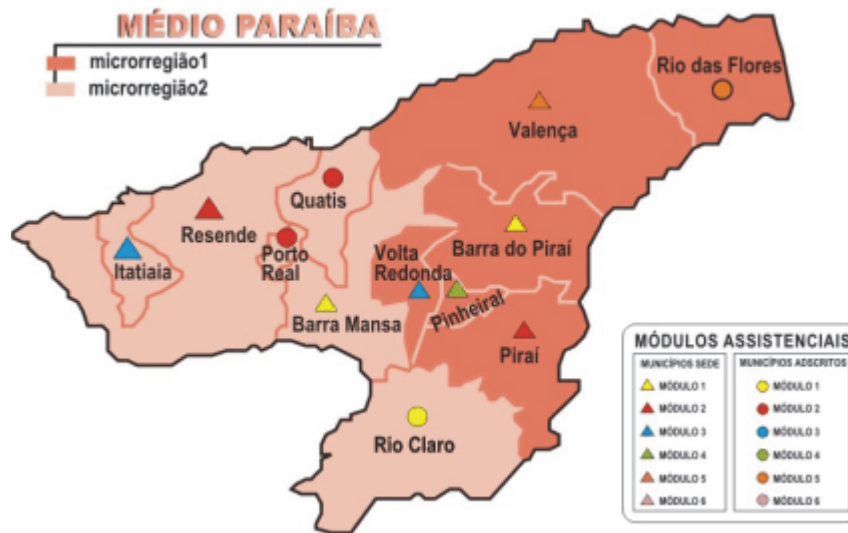 MÉDIO PARAÍBA
microrregião1
microrregião2
Rio das Flores
Valença
Quatis
Resende
Porto
Real
Itatiaia
Volta
Redonda
Barra do Piraí
Pinheiral
Barra Mansa
Piraí
Rio Claro
MÓDULOS ASSISTENCIAIS
MUNICÍPIOS SEDE
MÓDULO 1
MÓDULO 2
MÓDULO 3
MÓDULO 4
MÓDULO 5
MÓDULO 6
MUNICÍPIOS ADSCRITOS
MÓDULO 1
MÓDULO 2
MÓDULO 3
MÓDULO 4
MÓDULO 5
MÓDULO 6